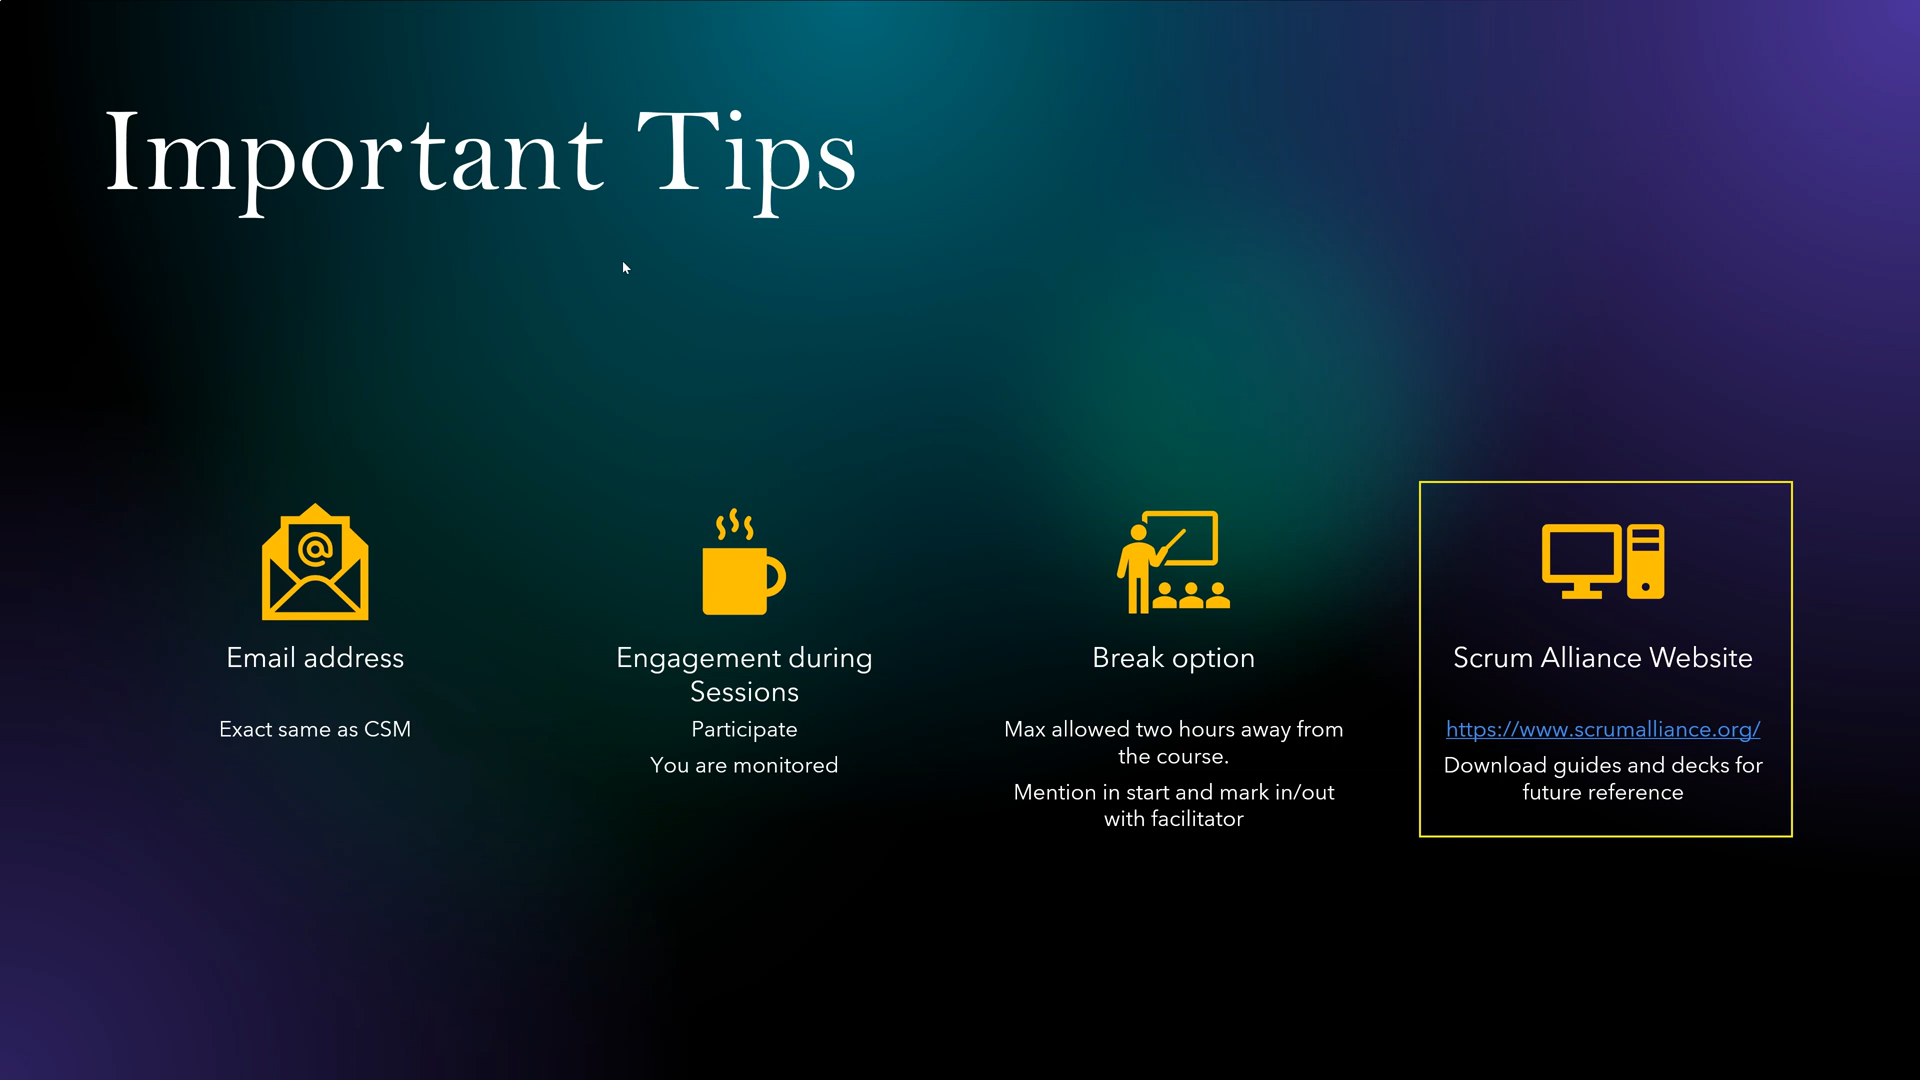 Important Tips
Email address
Exact same as CSM
Engagement during
Sessions
Participate
You are monitored
Break option
Max allowed two hours away from
the course.
Mention in start and mark in/out
with facilitator
Scrum Alliance Website
https://www.scrumalliance.org/
Download guides and decks for
future reference